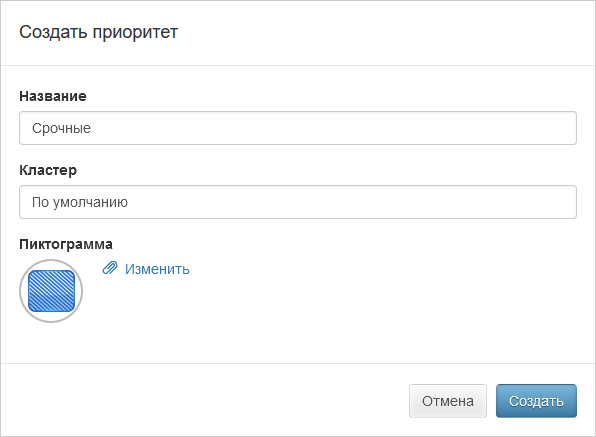 Создать приоритет
Название
Срочные
Кластер
По умолчанию
Пиктограмма
Изменить
Отмена Создать